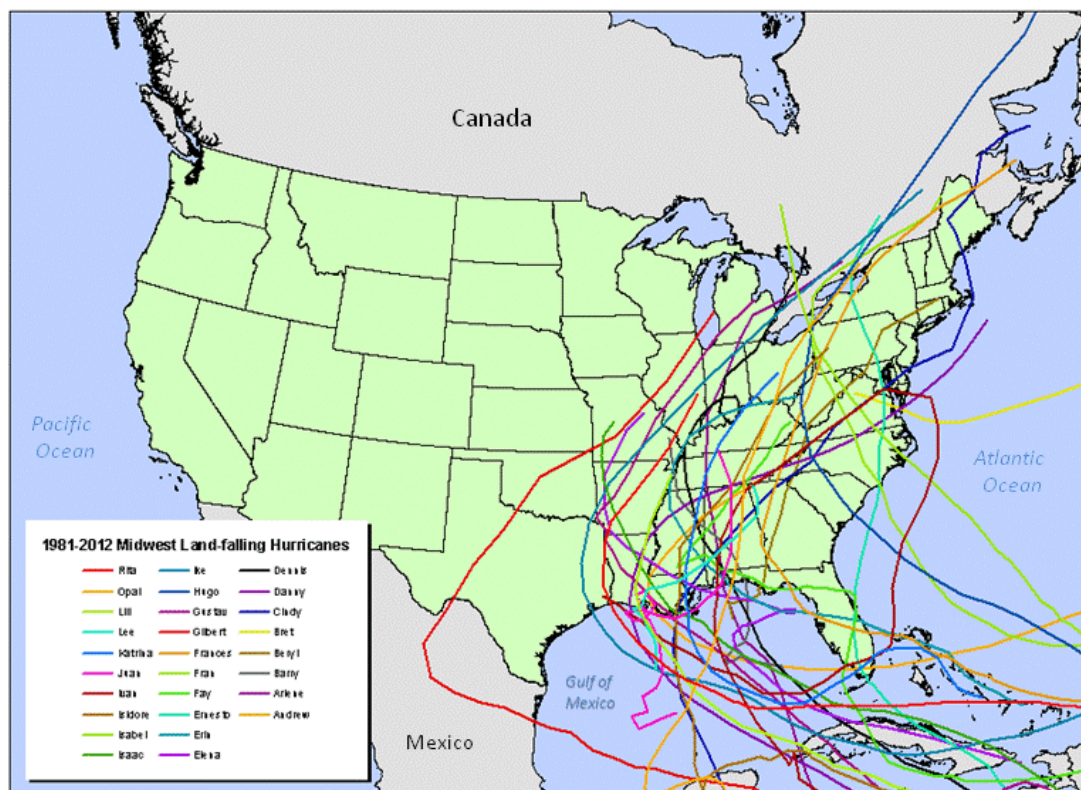 Canada
Pacific
Ocean
Atlantic
Ocean
Gulf of
Mexico
Mexico
1981-2012 Midwest Land-falling Hurricanes
Rita Ike Dennis
Opal Hugo Danny
Lili Gustav Cindy
Lee Gilbert Bret
Katrina Frances Beryl
Juan Fran Barry
Ivan Fay Arlene
Isidore Ernesto Andrew
Isabel Erin
Isaac Elena